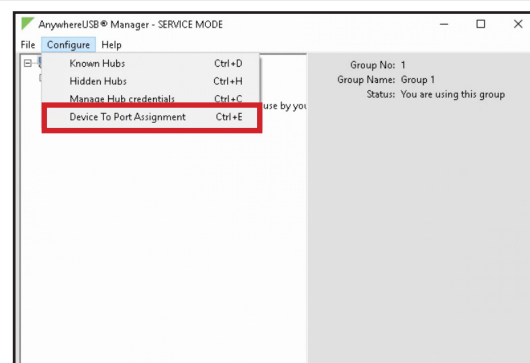 AnywhereUSB® Manager - SERVICE MODE
File Configure Help
Known Hubs Ctrl+D
Hidden Hubs Ctrl+H
Manage Hub credentials Ctrl+C
Device To Port Assignment Ctrl+E
use by you
Group No: 1
Group Name: Group 1
Status: You are using this group